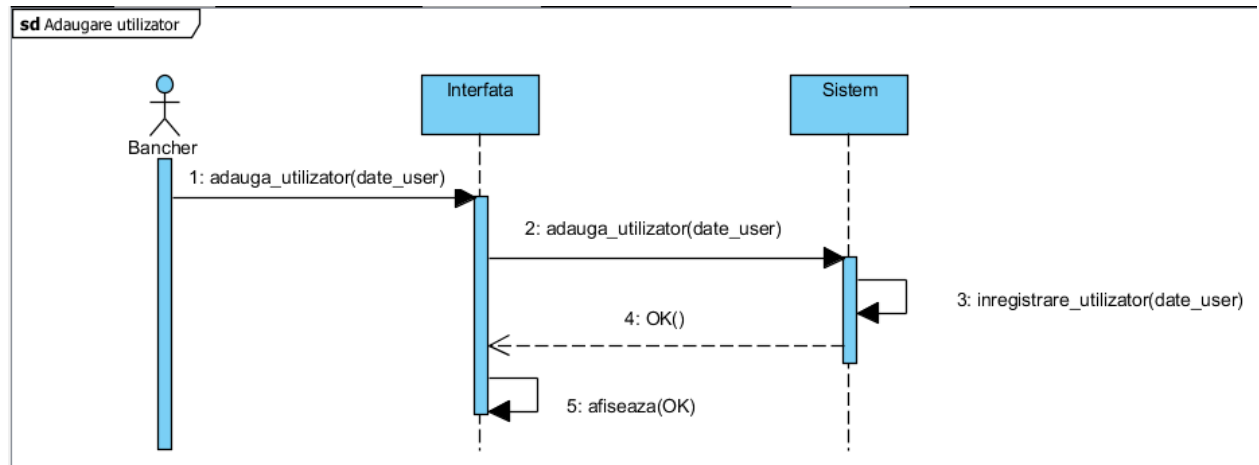 sd Adaugare utilizator
Interfata
Sistem
Bancher
1: adauga_utilizator(date_user)
2: adauga_utilizator(date_user)
3: inregistrare_utilizator(date_user)
4: OK()
5: afiseaza(OK)